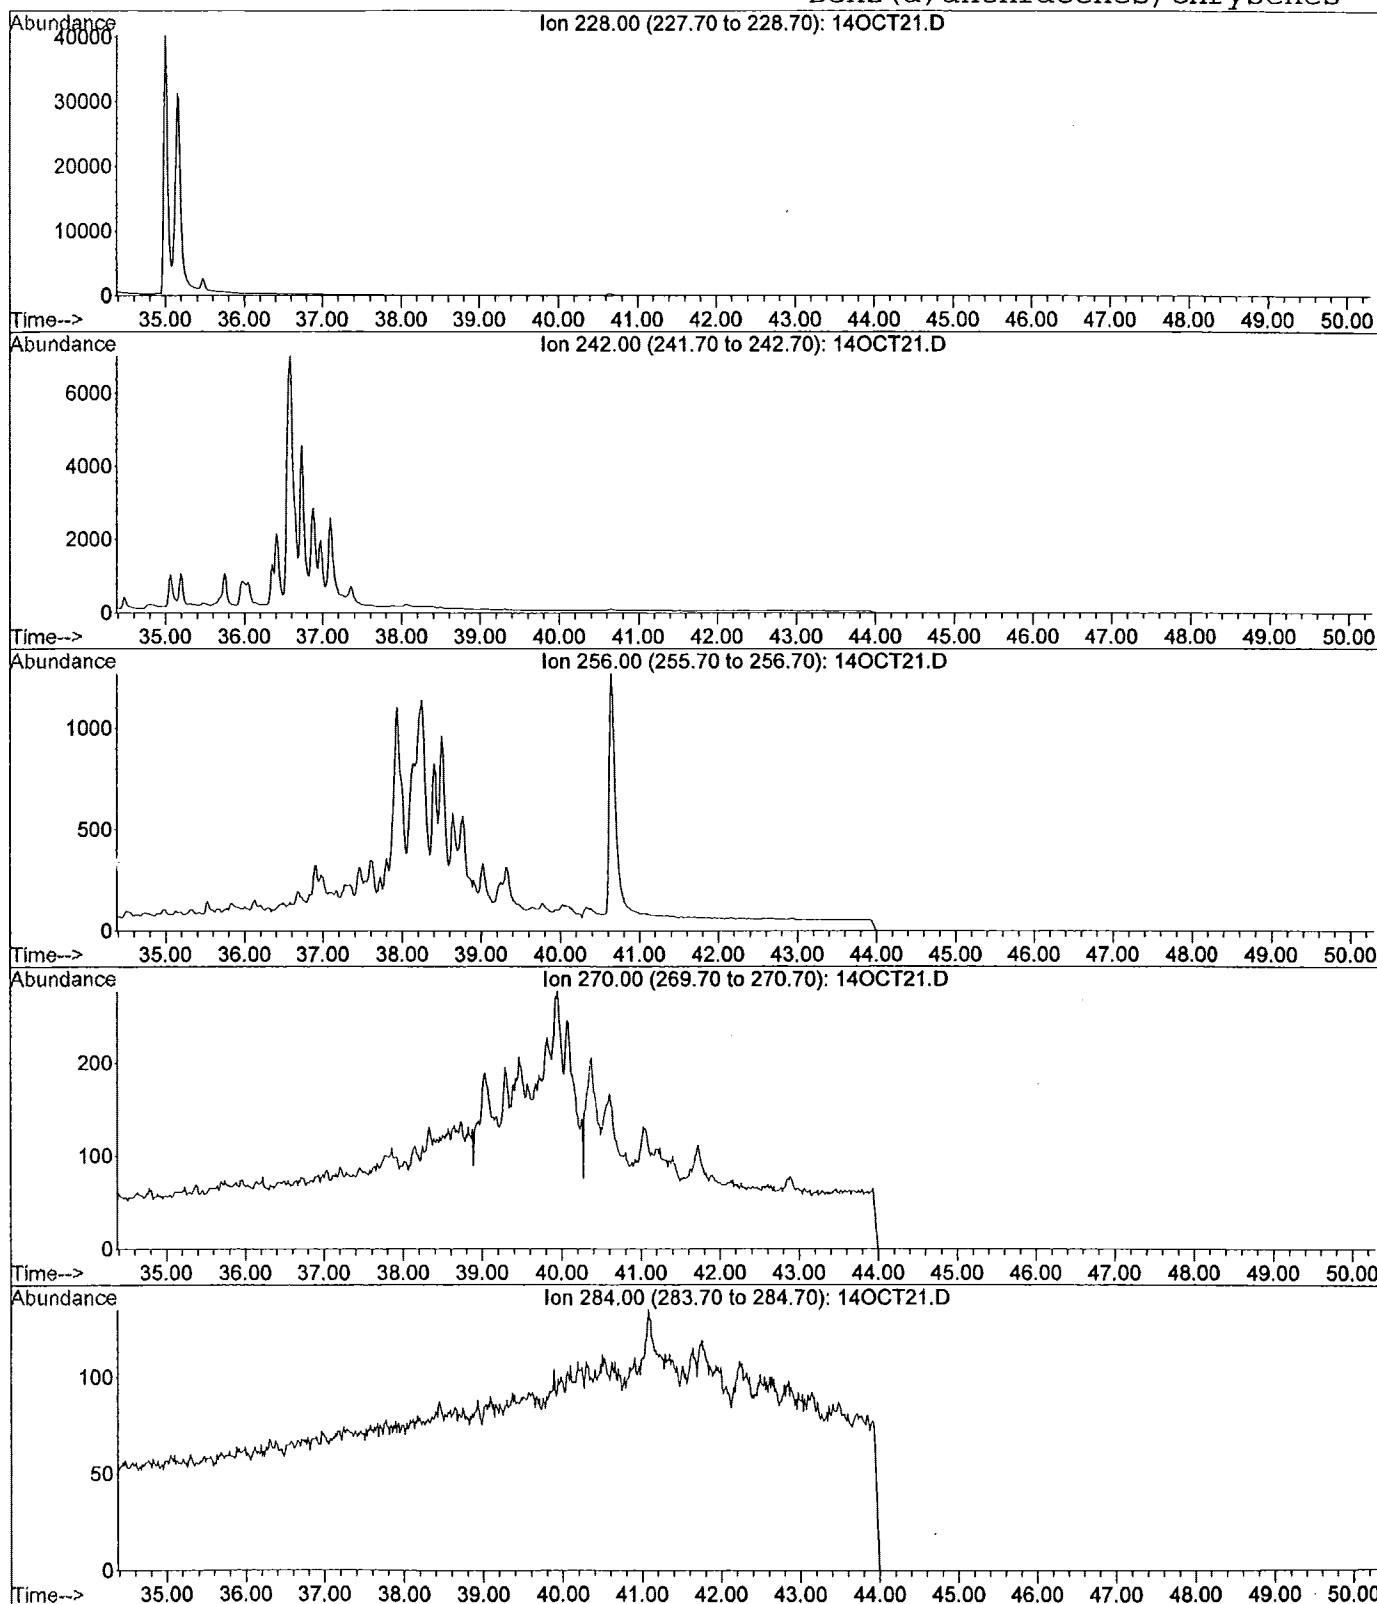 Benz(a)anthracenes/Chrysenes
Abundance
Ion 228.00 (227.70 to 228.70): 14OCT21.D
40000
30000
20000
10000
0
Time--> 35.00 36.00 37.00 38.00 39.00 40.00 41.00 42.00 43.00 44.00 45.00 46.00 47.00 48.00 49.00 50.00
Abundance
Ion 242.00 (241.70 to 242.70): 14OCT21.D
6000
4000
2000
0
Time--> 35.00 36.00 37.00 38.00 39.00 40.00 41.00 42.00 43.00 44.00 45.00 46.00 47.00 48.00 49.00 50.00
Abundance
Ion 256.00 (255.70 to 256.70): 14OCT21.D
1000
500
0
Time--> 35.00 36.00 37.00 38.00 39.00 40.00 41.00 42.00 43.00 44.00 45.00 46.00 47.00 48.00 49.00 50.00
Abundance
Ion 270.00 (269.70 to 270.70): 14OCT21.D
200
100
0
Time--> 35.00 36.00 37.00 38.00 39.00 40.00 41.00 42.00 43.00 44.00 45.00 46.00 47.00 48.00 49.00 50.00
Abundance
Ion 284.00 (283.70 to 284.70): 14OCT21.D
100
50
0
Time--> 35.00 36.00 37.00 38.00 39.00 40.00 41.00 42.00 43.00 44.00 45.00 46.00 47.00 48.00 49.00 50.00